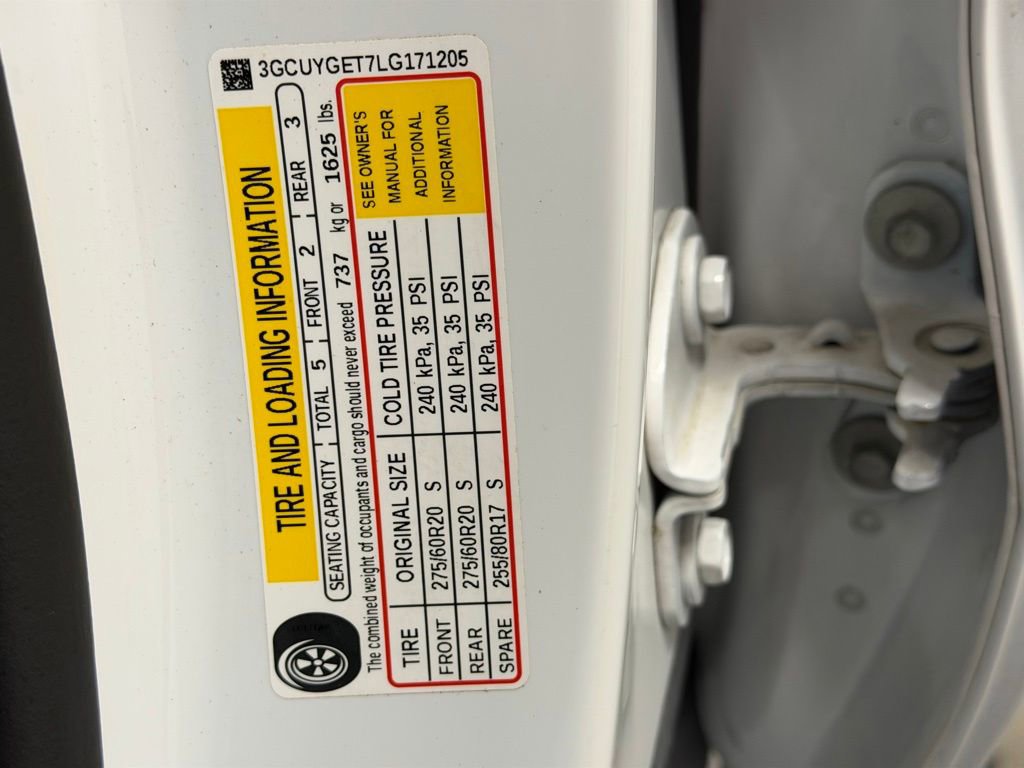 3GCUYGET7LG171205
TIRE AND LOADING INFORMATION
SEATING CAPACITY TOTAL 5 FRONT 2 REAR 3
The combined weight of occupants and cargo should never exceed 737 kg or 1625 lbs.
TIRE ORIGINAL SIZE COLD TIRE PRESSURE
FRONT 275/60R20 S 240 kPa, 35 PSI
REAR 275/60R20 S 240 kPa, 35 PSI
SPARE 255/80R17 S 240 kPa, 35 PSI
SEE OWNER'S
MANUAL FOR
ADDITIONAL
INFORMATION